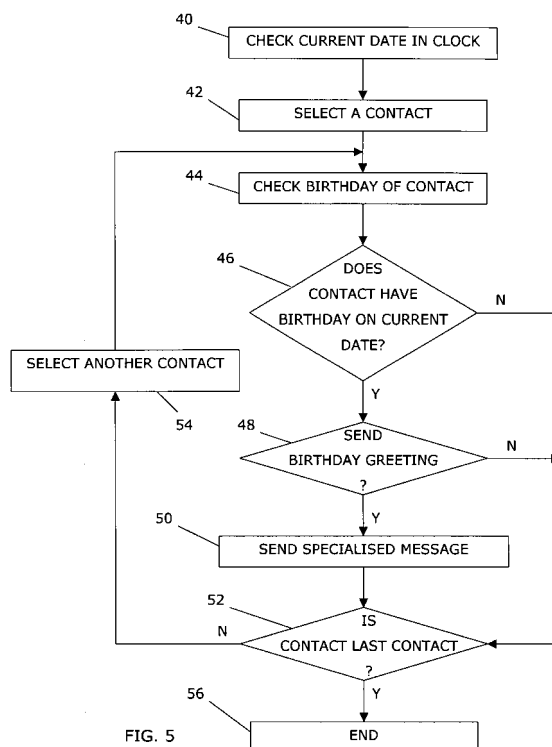 40
CHECK CURRENT DATE IN CLOCK
42
SELECT A CONTACT
44
CHECK BIRTHDAY OF CONTACT
46
DOES
CONTACT HAVE
BIRTHDAY ON CURRENT
DATE?
N
SELECT ANOTHER CONTACT
54
Y
48
SEND
BIRTHDAY GREETING
?
N
Y
50
SEND SPECIALISED MESSAGE
52
IS
CONTACT LAST CONTACT
?
N
Y
56
END
FIG. 5